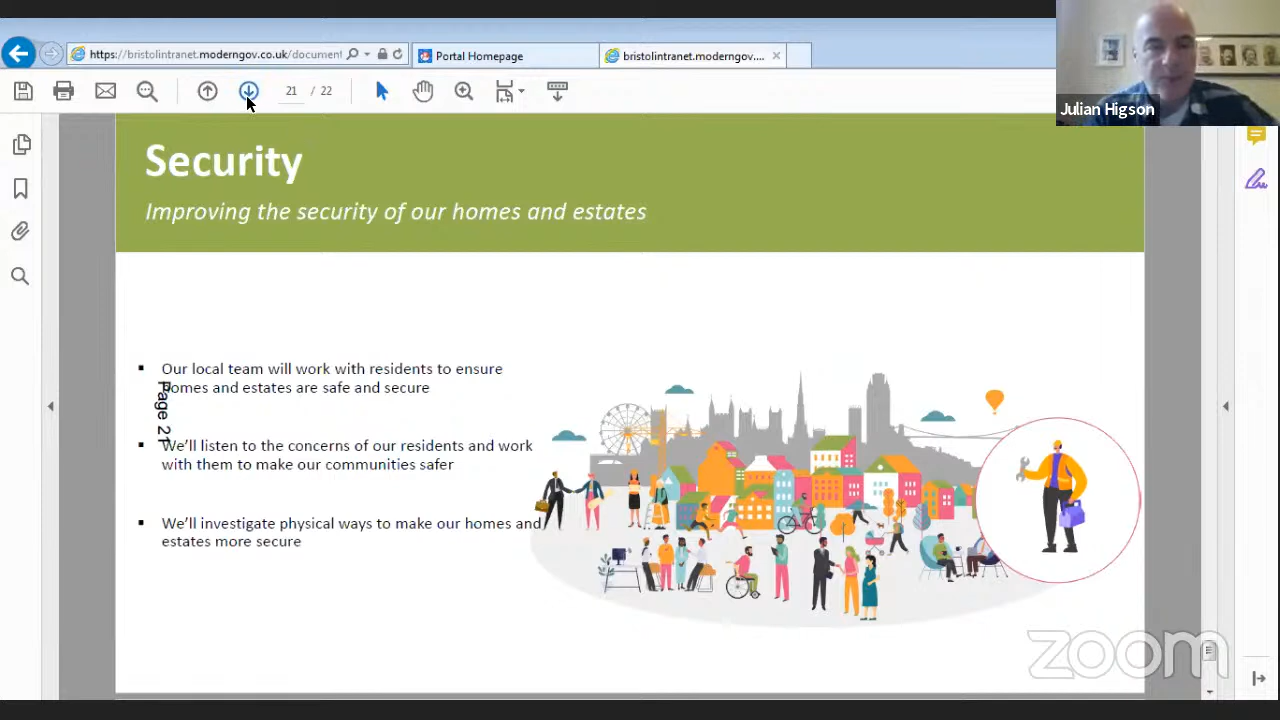 https://bristolintranet.moderngov.co.uk/document
Portal Homepage
bristolintranet.moderngov....
21 / 22
Julian Higson
Security
Improving the security of our homes and estates
Our local team will work with residents to ensure
homes and estates are safe and secure
Page 21
We'll listen to the concerns of our residents and work
with them to make our communities safer
We'll investigate physical ways to make our homes and
estates more secure
zoom